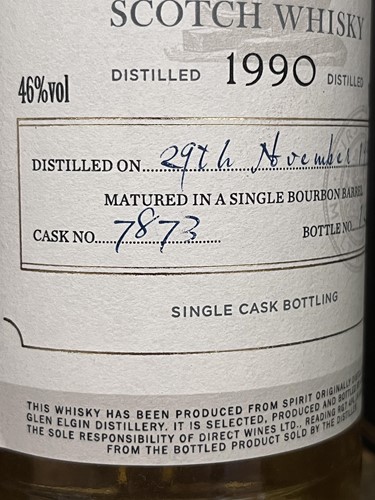 SCOTCH WHISKY
DISTILLED 1990 DISTILLED
46%vol
DISTILLED ON 29th November
MATURED IN A SINGLE BOURBON BARREL
CASK NO. 7873 BOTTLE NO.
SINGLE CASK BOTTLING
THIS WHISKY HAS BEEN PRODUCED FROM SPIRIT ORIGINALLY
GLEN ELGIN DISTILLERY. IT IS SELECTED, PRODUCED AND BOTTLED
THE SOLE RESPONSIBILITY OF DIRECT WINES LTD., READING RG7
FROM THE BOTTLED PRODUCT SOLD BY THE